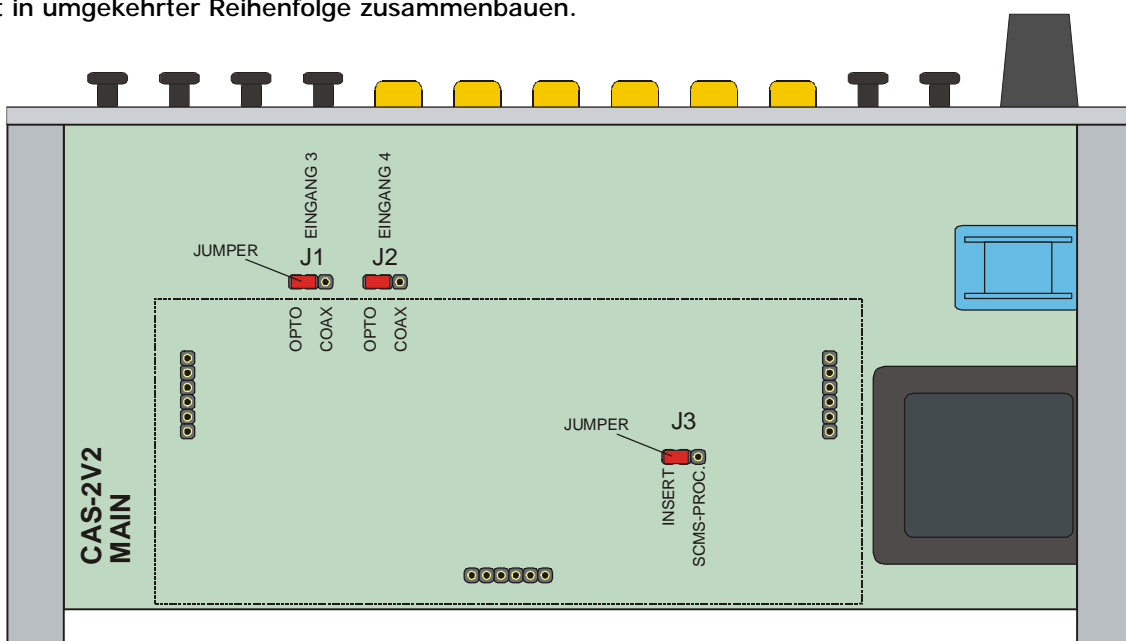 t in umgekehrter Reihenfolge zusammenbauen.
EINGANG 3
EINGANG 4
JUMPER
J1
J2
OPTO
COAX
OPTO
COAX
JUMPER
J3
INSERT
SCMS-PROC.
CAS-2V2
MAIN